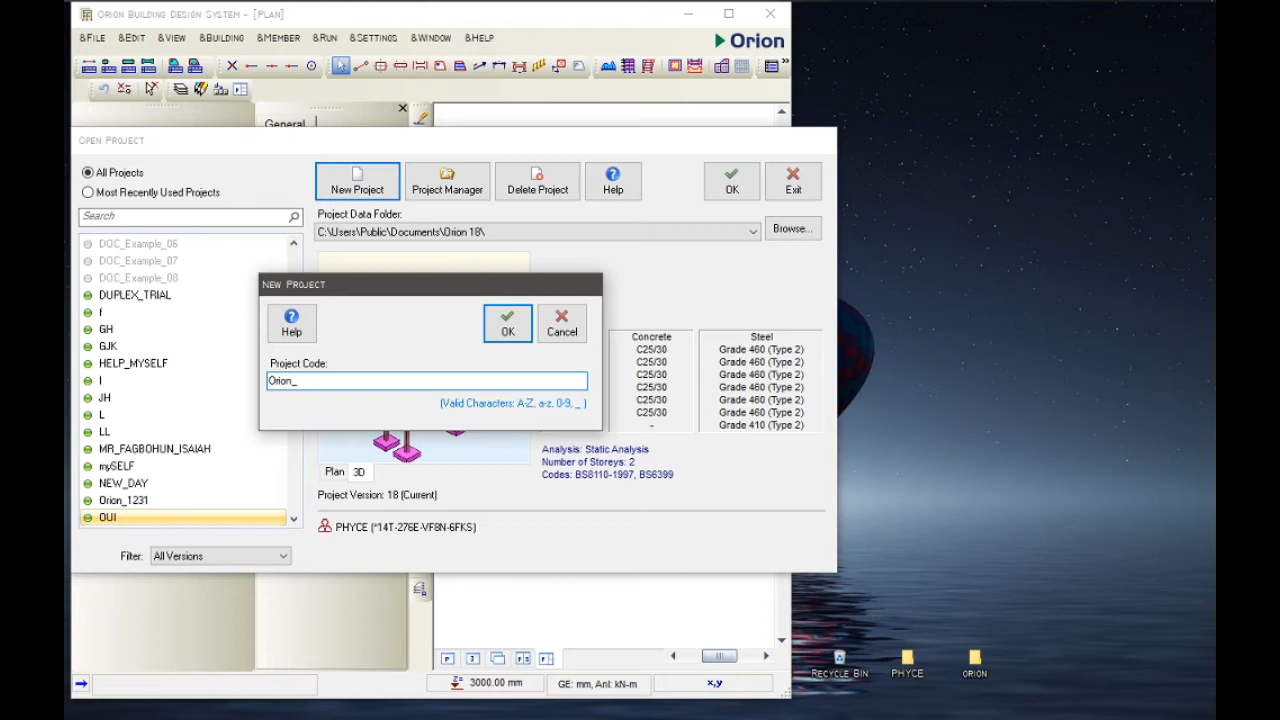 ORION BUILDING DESIGN SYSTEM - [PLAN]
&FILE &EDIT &VIEW &BUILDING &MEMBER &RUN &SETTINGS &WINDOW &HELP
Orion
General
OPEN PROJECT
All Projects
Most Recently Used Projects
Search
New Project
Project Manager
Delete Project
Help
OK
Exit
Project Data Folder:
C:\Users\Public\Documents\Orion 18\
Browse...
DOC_Example_06
DOC_Example_07
DOC_Example_08
DUPLEX_TRIAL
f
GH
GJK
HELP_MYSELF
I
JH
L
LL
MR_FAGBOHUN_ISAIAH
mySELF
NEW_DAY
Orion_1231
OUI
Filter: All Versions
NEW PROJECT
Help
OK
Cancel
Project Code:
Orion_
(Valid Characters: A-Z, a-z, 0-9, _ )
Concrete Steel
C25/30 Grade 460 (Type 2)
C25/30 Grade 460 (Type 2)
C25/30 Grade 460 (Type 2)
C25/30 Grade 460 (Type 2)
C25/30 Grade 460 (Type 2)
C25/30 Grade 460 (Type 2)
- Grade 410 (Type 2)
Plan 3D
Analysis: Static Analysis
Number of Storeys: 2
Codes: BS8110-1997, BS6399
Project Version: 18 (Current)
PHYCE (*14T-276E-VF8N-6FKS)
Z= 3000.00 mm
GE: mm, Anl: kN-m
x,y
RECYCLE BIN
PHYCE
ORION